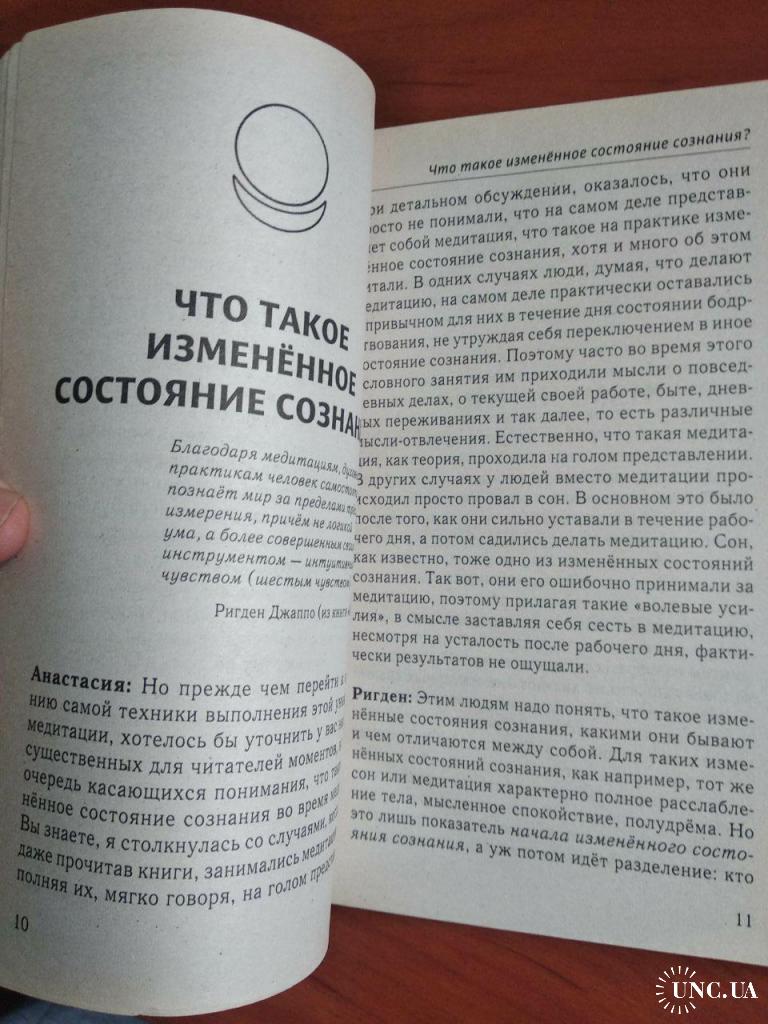 ЧТО ТАКОЕ
ИЗМЕНЁННОЕ
СОСТОЯНИЕ СОЗНАН
Благодаря медитациям,
практикам человек
познаёт мир за пределами
измерения, причём не логикой
ума, а более совершенным
инструментом —
чувством (шестым чувством
Ригден Джаппо (из книги
Анастасия: Но прежде чем перейти
нию самой техники выполнения этой
медитации, хотелось бы уточнить у вас
существенных для читателей моментов,
очередь касающихся понимания, что
нённое состояние сознания во время
Вы знаете, я столкнулась со случаями,
даже прочитав книги, занимались
полняя их, мягко говоря, на голом
10
Что такое изменённое состояние сознания?
ри детальном обсуждении, оказалось, что они
росто не понимали, что на самом деле представ-
ет собой медитация, что такое на практике изме-
ённое состояние сознания, хотя и много об этом
итали. В одних случаях люди, думая, что делают
едитацию, на самом деле практически оставались
привычном для них в течение дня состоянии бодр-
твования, не утруждая себя переключением в иное
остояние сознания. Поэтому часто во время этого
словного занятия им приходили мысли о повсед-
евных делах, о текущей своей работе, быте, днев-
ых переживаниях и так далее, то есть различные
мысли-отвлечения. Естественно, что такая медита-
ция, как теория, проходила на голом представлении.
В других случаях у людей вместо медитации про-
исходил просто провал в сон. В основном это было
после того, как они сильно уставали в течение рабо-
чего дня, а потом садились делать медитацию. Сон,
как известно, тоже одно из изменённых состояний
сознания. Так вот, они его ошибочно принимали за
медитацию, поэтому прилагая такие «волевые уси-
лия», в смысле заставляя себя сесть в медитацию,
несмотря на усталость после рабочего дня, факти-
чески результатов не ощущали.
Ригден: Этим людям надо понять, что такое изме-
нённые состояния сознания, какими они бывают
и чем отличаются между собой. Для таких изме-
нённых состояний сознания, как например, тот же
сон или медитация характерно полное расслабле-
ние тела, мысленное спокойствие, полудрёма. Но
это лишь показатель начала изменённого состо-
яния сознания, а уж потом идёт разделение: кто
11
UNC.UA